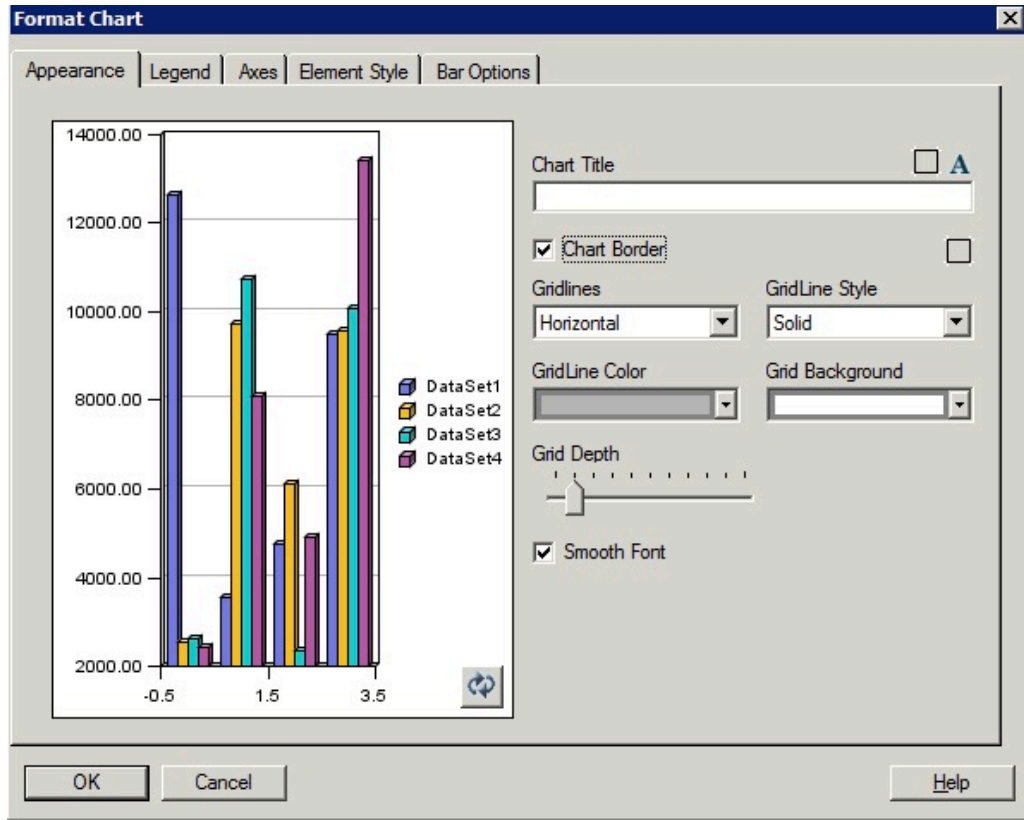 Format Chart
Appearance Legend Axes Element Style Bar Options
14000.00
12000.00
10000.00
8000.00
6000.00
4000.00
2000.00
-0.5 1.5 3.5
DataSet1
DataSet2
DataSet3
DataSet4
Chart Title A
Chart Border
Gridlines GridLine Style
Horizontal Solid
GridLine Color Grid Background
Grid Depth
Smooth Font
OK Cancel Help